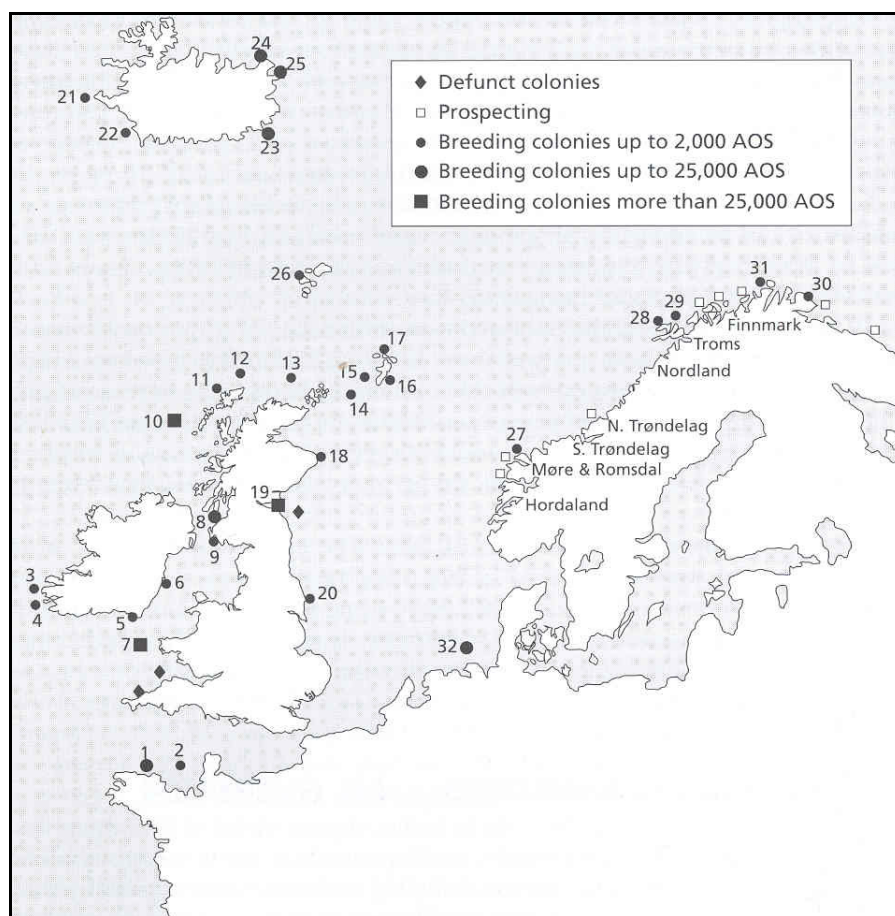 24
25
21
22
23
◆ Defunct colonies
□ Prospecting
● Breeding colonies up to 2,000 AOS
● Breeding colonies up to 25,000 AOS
■ Breeding colonies more than 25,000 AOS
26
31
30
29
28
Finnmark
Troms
Nordland
17
12
13
11
15
16
14
10
N. Trøndelag
27
S. Trøndelag
Møre & Romsdal
18
Hordaland
19
8
9
3
6
4
20
5
7
32
1
2